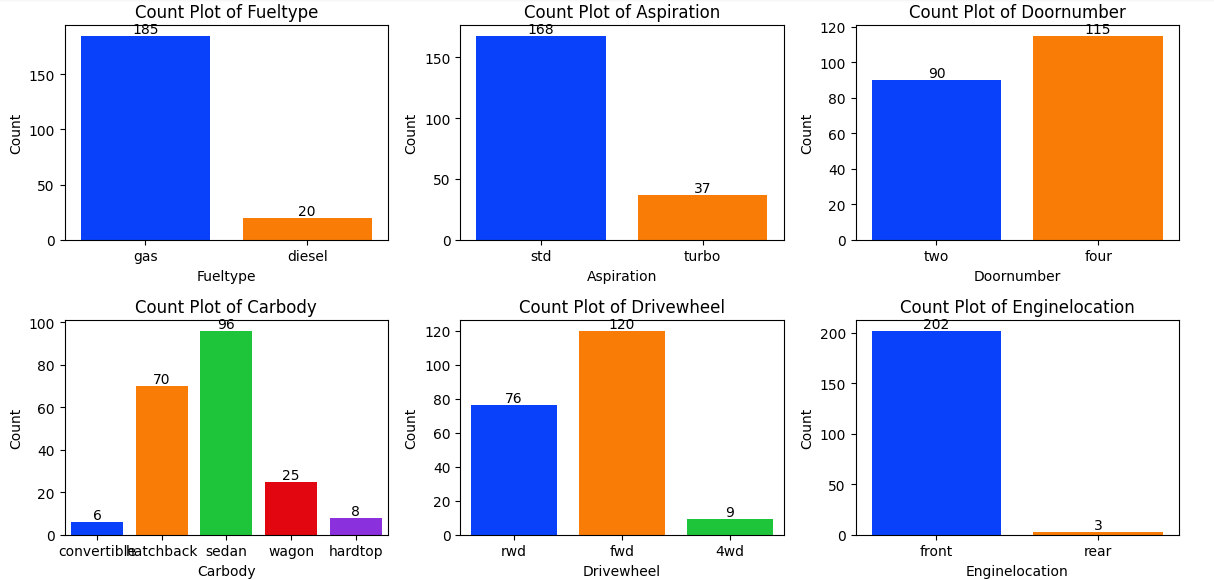 Count Plot of Fueltype
185
150
100
50
0
20
Count
gas diesel
Fueltype
Count Plot of Aspiration
168
150
100
50
0
37
Count
std turbo
Aspiration
Count Plot of Doornumber
120
100
80
60
40
20
0
90
115
Count
two four
Doornumber
Count Plot of Carbody
100
80
60
40
20
0
6
70
96
25
8
Count
convertible hatchback sedan wagon hardtop
Carbody
Count Plot of Drivewheel
120
100
80
60
40
20
0
76
120
9
Count
rwd fwd 4wd
Drivewheel
Count Plot of Enginelocation
200
150
100
50
0
202
3
Count
front rear
Enginelocation